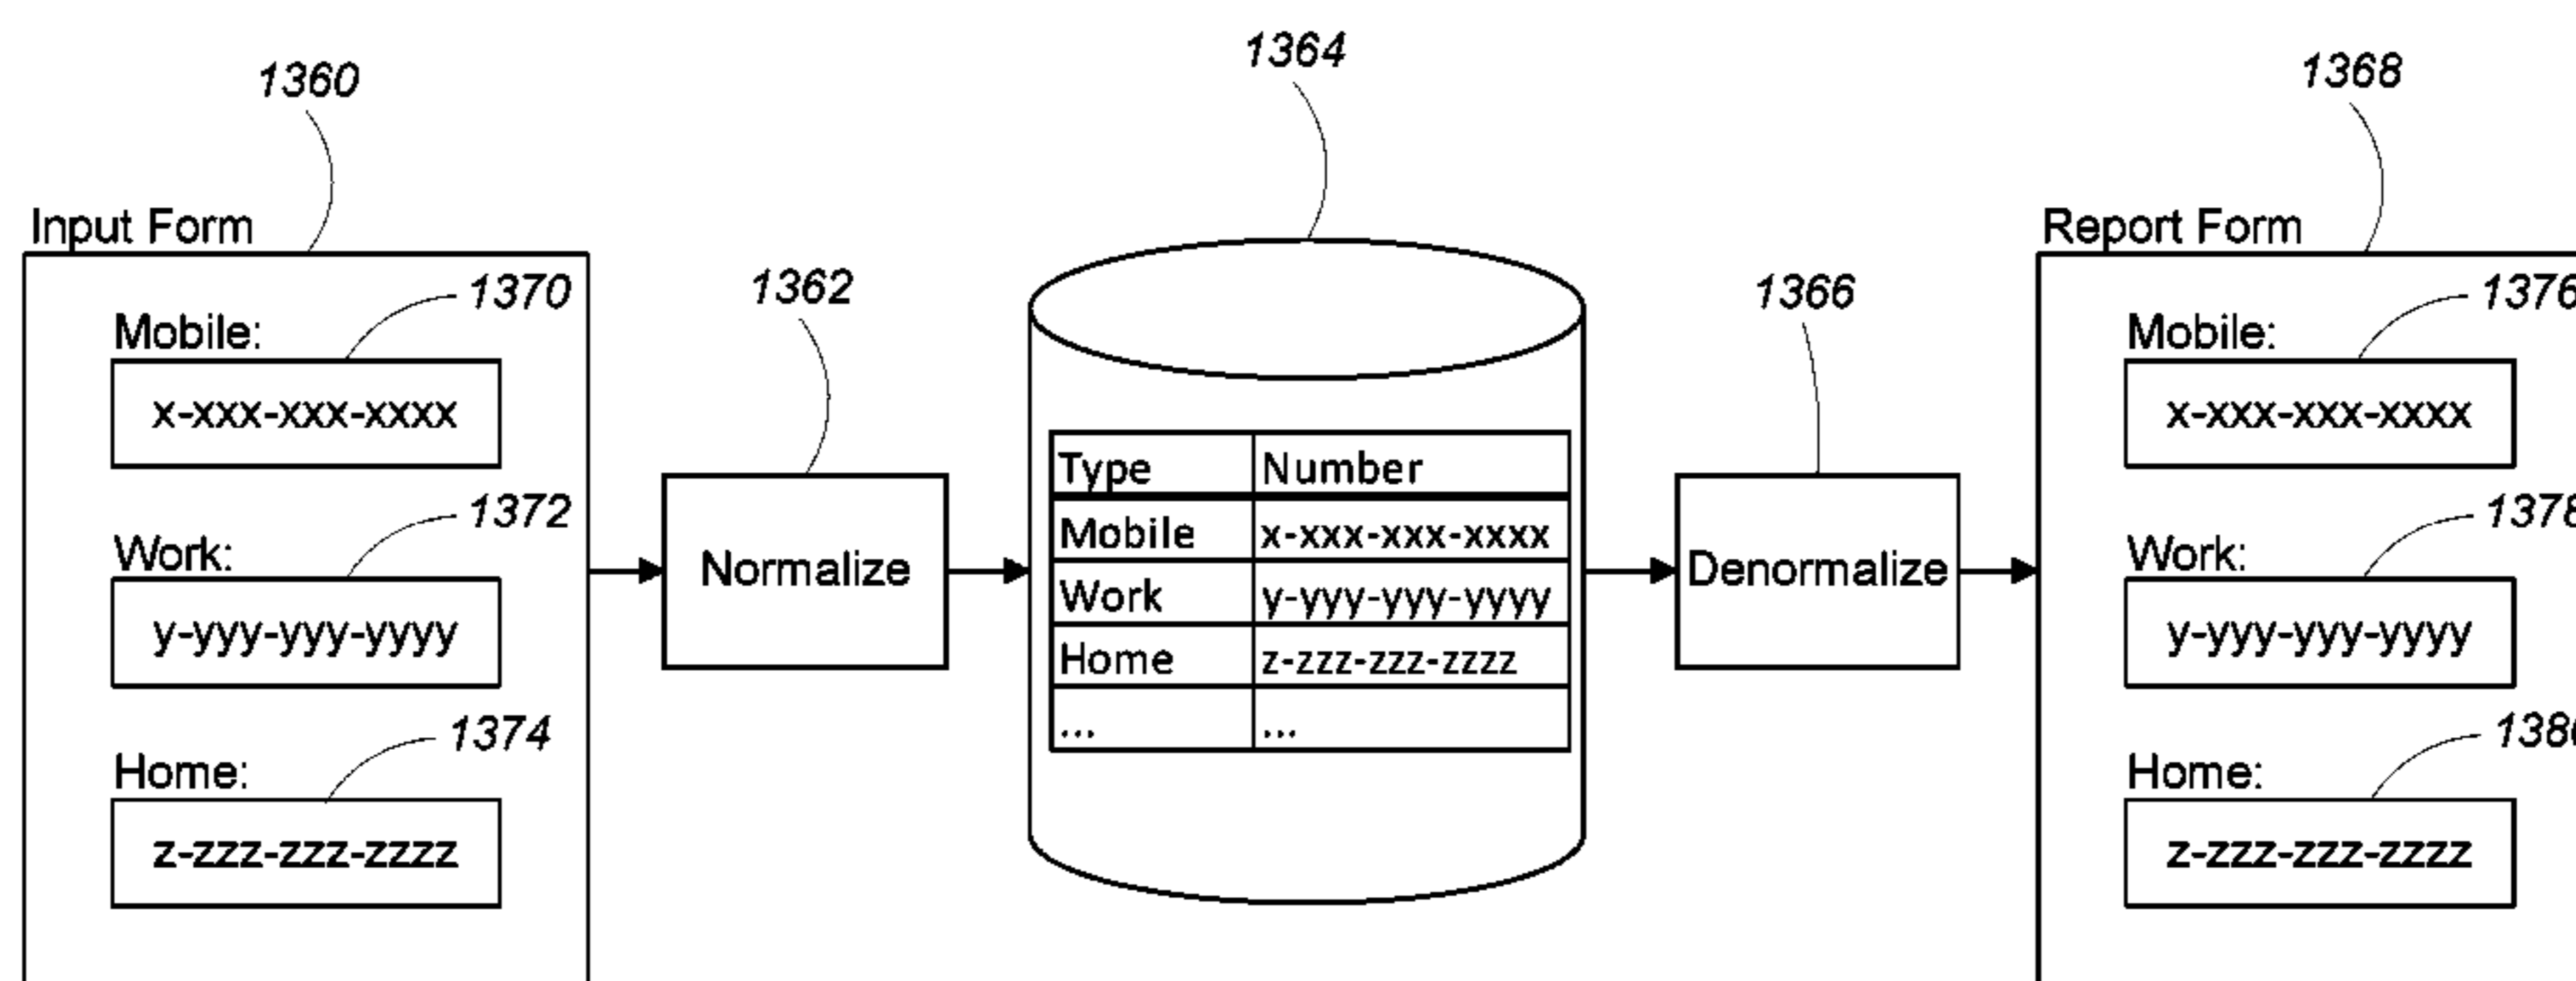 1364
1368
1360
Input Form
Report Form
1370
1362
1366
1376
Mobile:
Mobile:
x-xxx-xxx-xxxx
x-xxx-xxx-xxxx
Type Number
1372
1378
Mobile x-xxx-xxx-xxxx
Work:
Work:
Normalize
Denormalize
Work y-yyy-yyy-yyyy
y-yyy-yyy-yyyy
y-yyy-yyy-yyyy
Home z-zzz-zzz-zzzz
... ...
1374
Home:
Home:
z-zzz-zzz-zzzz
z-zzz-zzz-zzzz